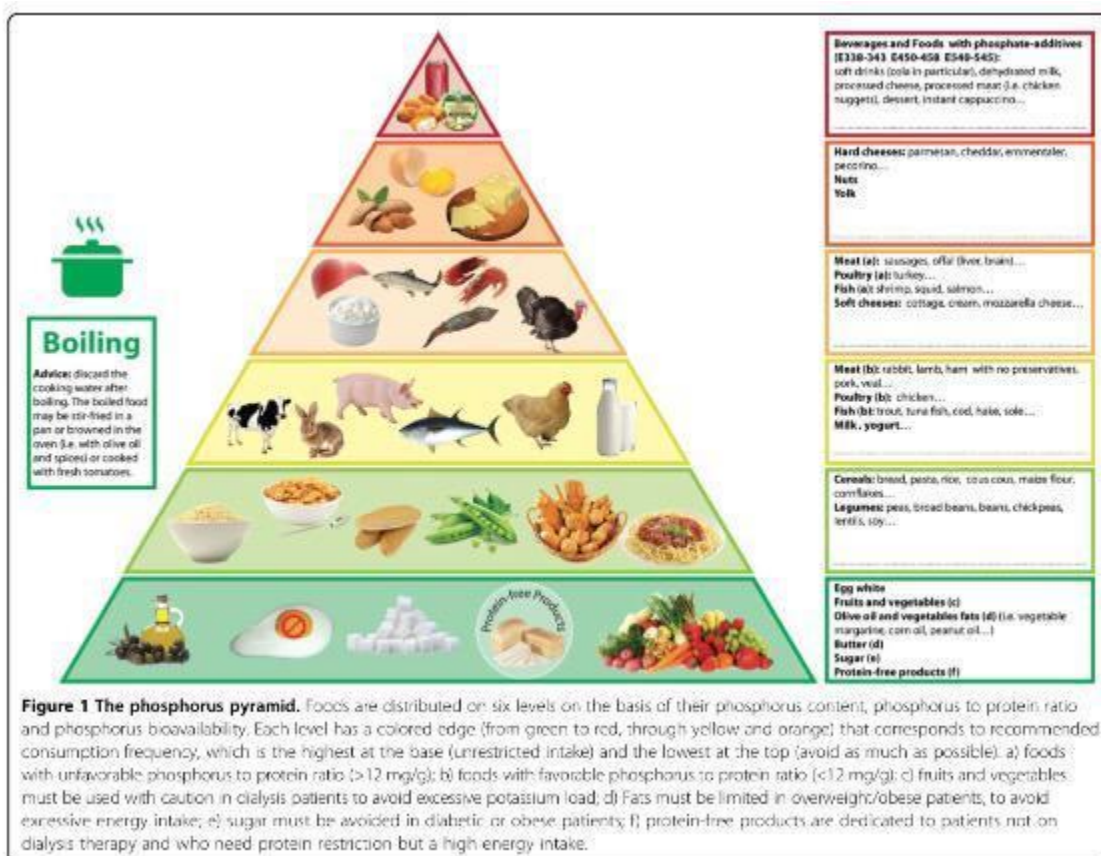 Boiling
Advice: discard the
cooking water after
boiling. The boiled food
may be stir-fried in a
pan or browned in the
oven (i.e. with olive oil
and spices) or cooked
with fresh tomatoes.
Protein-free Products
Beverages and Foods with phosphate-additives
(E338-343 E450-458 E540-545):
soft drinks (cola in particular), dehydrated milk,
processed cheese, processed meat (i.e. chicken
nuggets), dessert, instant cappuccino...
Hard cheeses: parmesan, cheddar, emmentaler,
pecorino...
Nuts
Yolk
Meat (a): sausages, offal (liver, brain)...
Poultry (a): turkey...
Fish (a): shrimp, squid, salmon...
Soft cheeses: cottage, cream, mozzarella cheese...
Meat (b): rabbit, lamb, ham with no preservatives,
pork, veal...
Poultry (b): chicken...
Fish (b): trout, tuna fish, cod, hake, sole...
Milk, yogurt...
Cereals: bread, pasta, rice, cous cous, maize flour,
cornflakes...
Legumes: peas, broad beans, beans, chickpeas,
lentils, soy...
Egg white
Fruits and vegetables (c)
Olive oil and vegetables fats (d) (i.e. vegetable
margarine, corn oil, peanut oil...)
Butter (d)
Sugar (e)
Protein-free products (f)
Figure 1 The phosphorus pyramid. Foods are distributed on six levels on the basis of their phosphorus content, phosphorus to protein ratio
and phosphorus bioavailability. Each level has a colored edge (from green to red, through yellow and orange) that corresponds to recommended
consumption frequency, which is the highest at the base (unrestricted intake) and the lowest at the top (avoid as much as possible). a) foods
with unfavorable phosphorus to protein ratio (>12 mg/g); b) foods with favorable phosphorus to protein ratio (<12 mg/g); c) fruits and vegetables
must be used with caution in dialysis patients to avoid excessive potassium load; d) Fats must be limited in overweight/obese patients, to avoid
excessive energy intake; e) sugar must be avoided in diabetic or obese patients; f) protein-free products are dedicated to patients not on
dialysis therapy and who need protein restriction but a high energy intake.